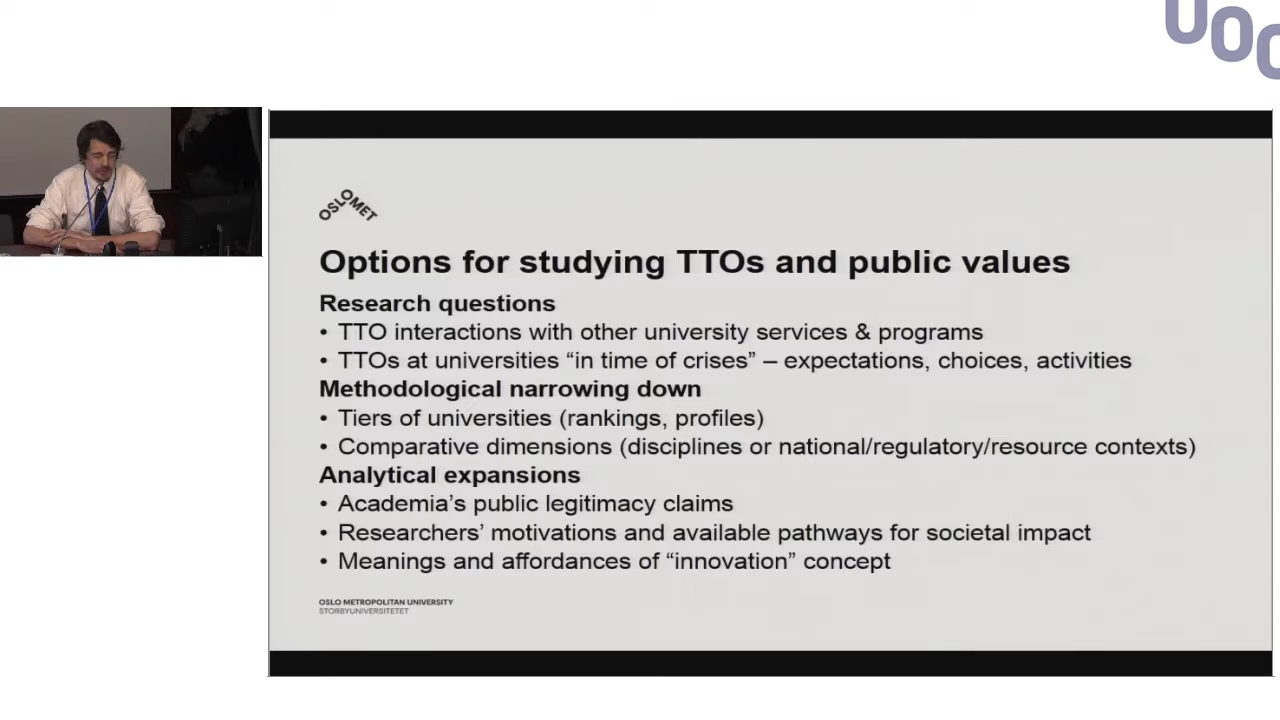 UOC
OSLOMET
Options for studying TTOs and public values
Research questions
• TTO interactions with other university services & programs
• TTOs at universities “in time of crises” – expectations, choices, activities
Methodological narrowing down
• Tiers of universities (rankings, profiles)
• Comparative dimensions (disciplines or national/regulatory/resource contexts)
Analytical expansions
• Academia’s public legitimacy claims
• Researchers’ motivations and available pathways for societal impact
• Meanings and affordances of “innovation” concept
OSLO METROPOLITAN UNIVERSITY
STORBYUNIVERSITETET